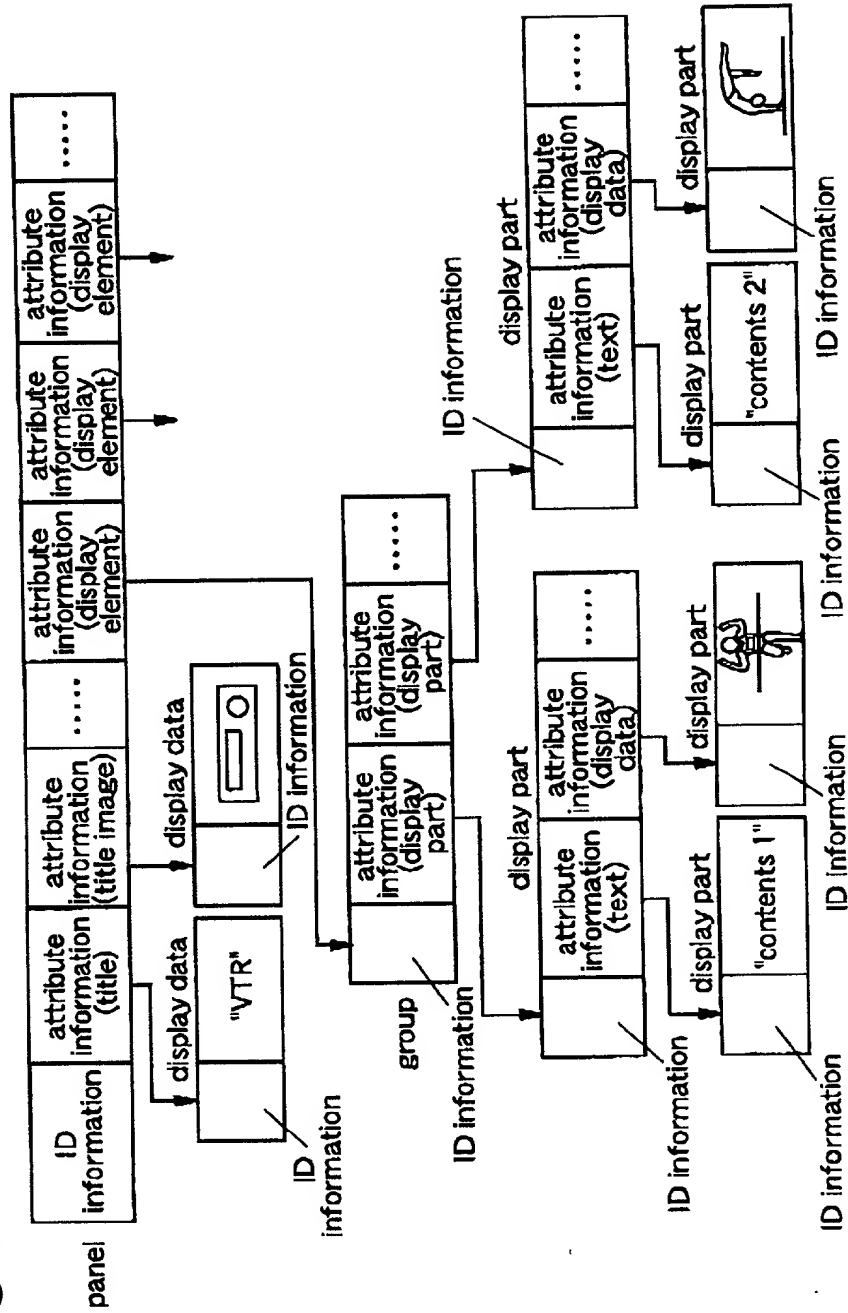 panel
ID
information
attribute
information
(title)
attribute
information
(title image)
.....
attribute
information
(display
element)
attribute
information
(display
element)
attribute
information
(display
element)
.....
display data
"VTR"
ID
information
display data
ID information
group
ID information
attribute
information
(display
part)
attribute
information
(display
part)
.....
display part
ID information
attribute
information
(text)
attribute
information
(display
data)
.....
display part
ID information
attribute
information
(text)
attribute
information
(display
data)
.....
display part
"contents 1"
ID information
display part
ID information
display part
"contents 2"
ID information
display part
ID information